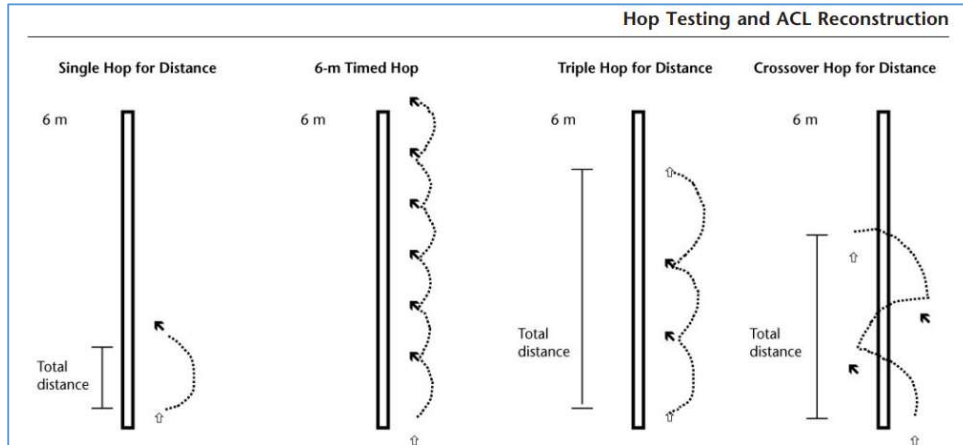 Hop Testing and ACL Reconstruction
Single Hop for Distance
6-m Timed Hop
Triple Hop for Distance
Crossover Hop for Distance
6 m
6 m
6 m
6 m
Total
distance
Total
distance
Total
distance